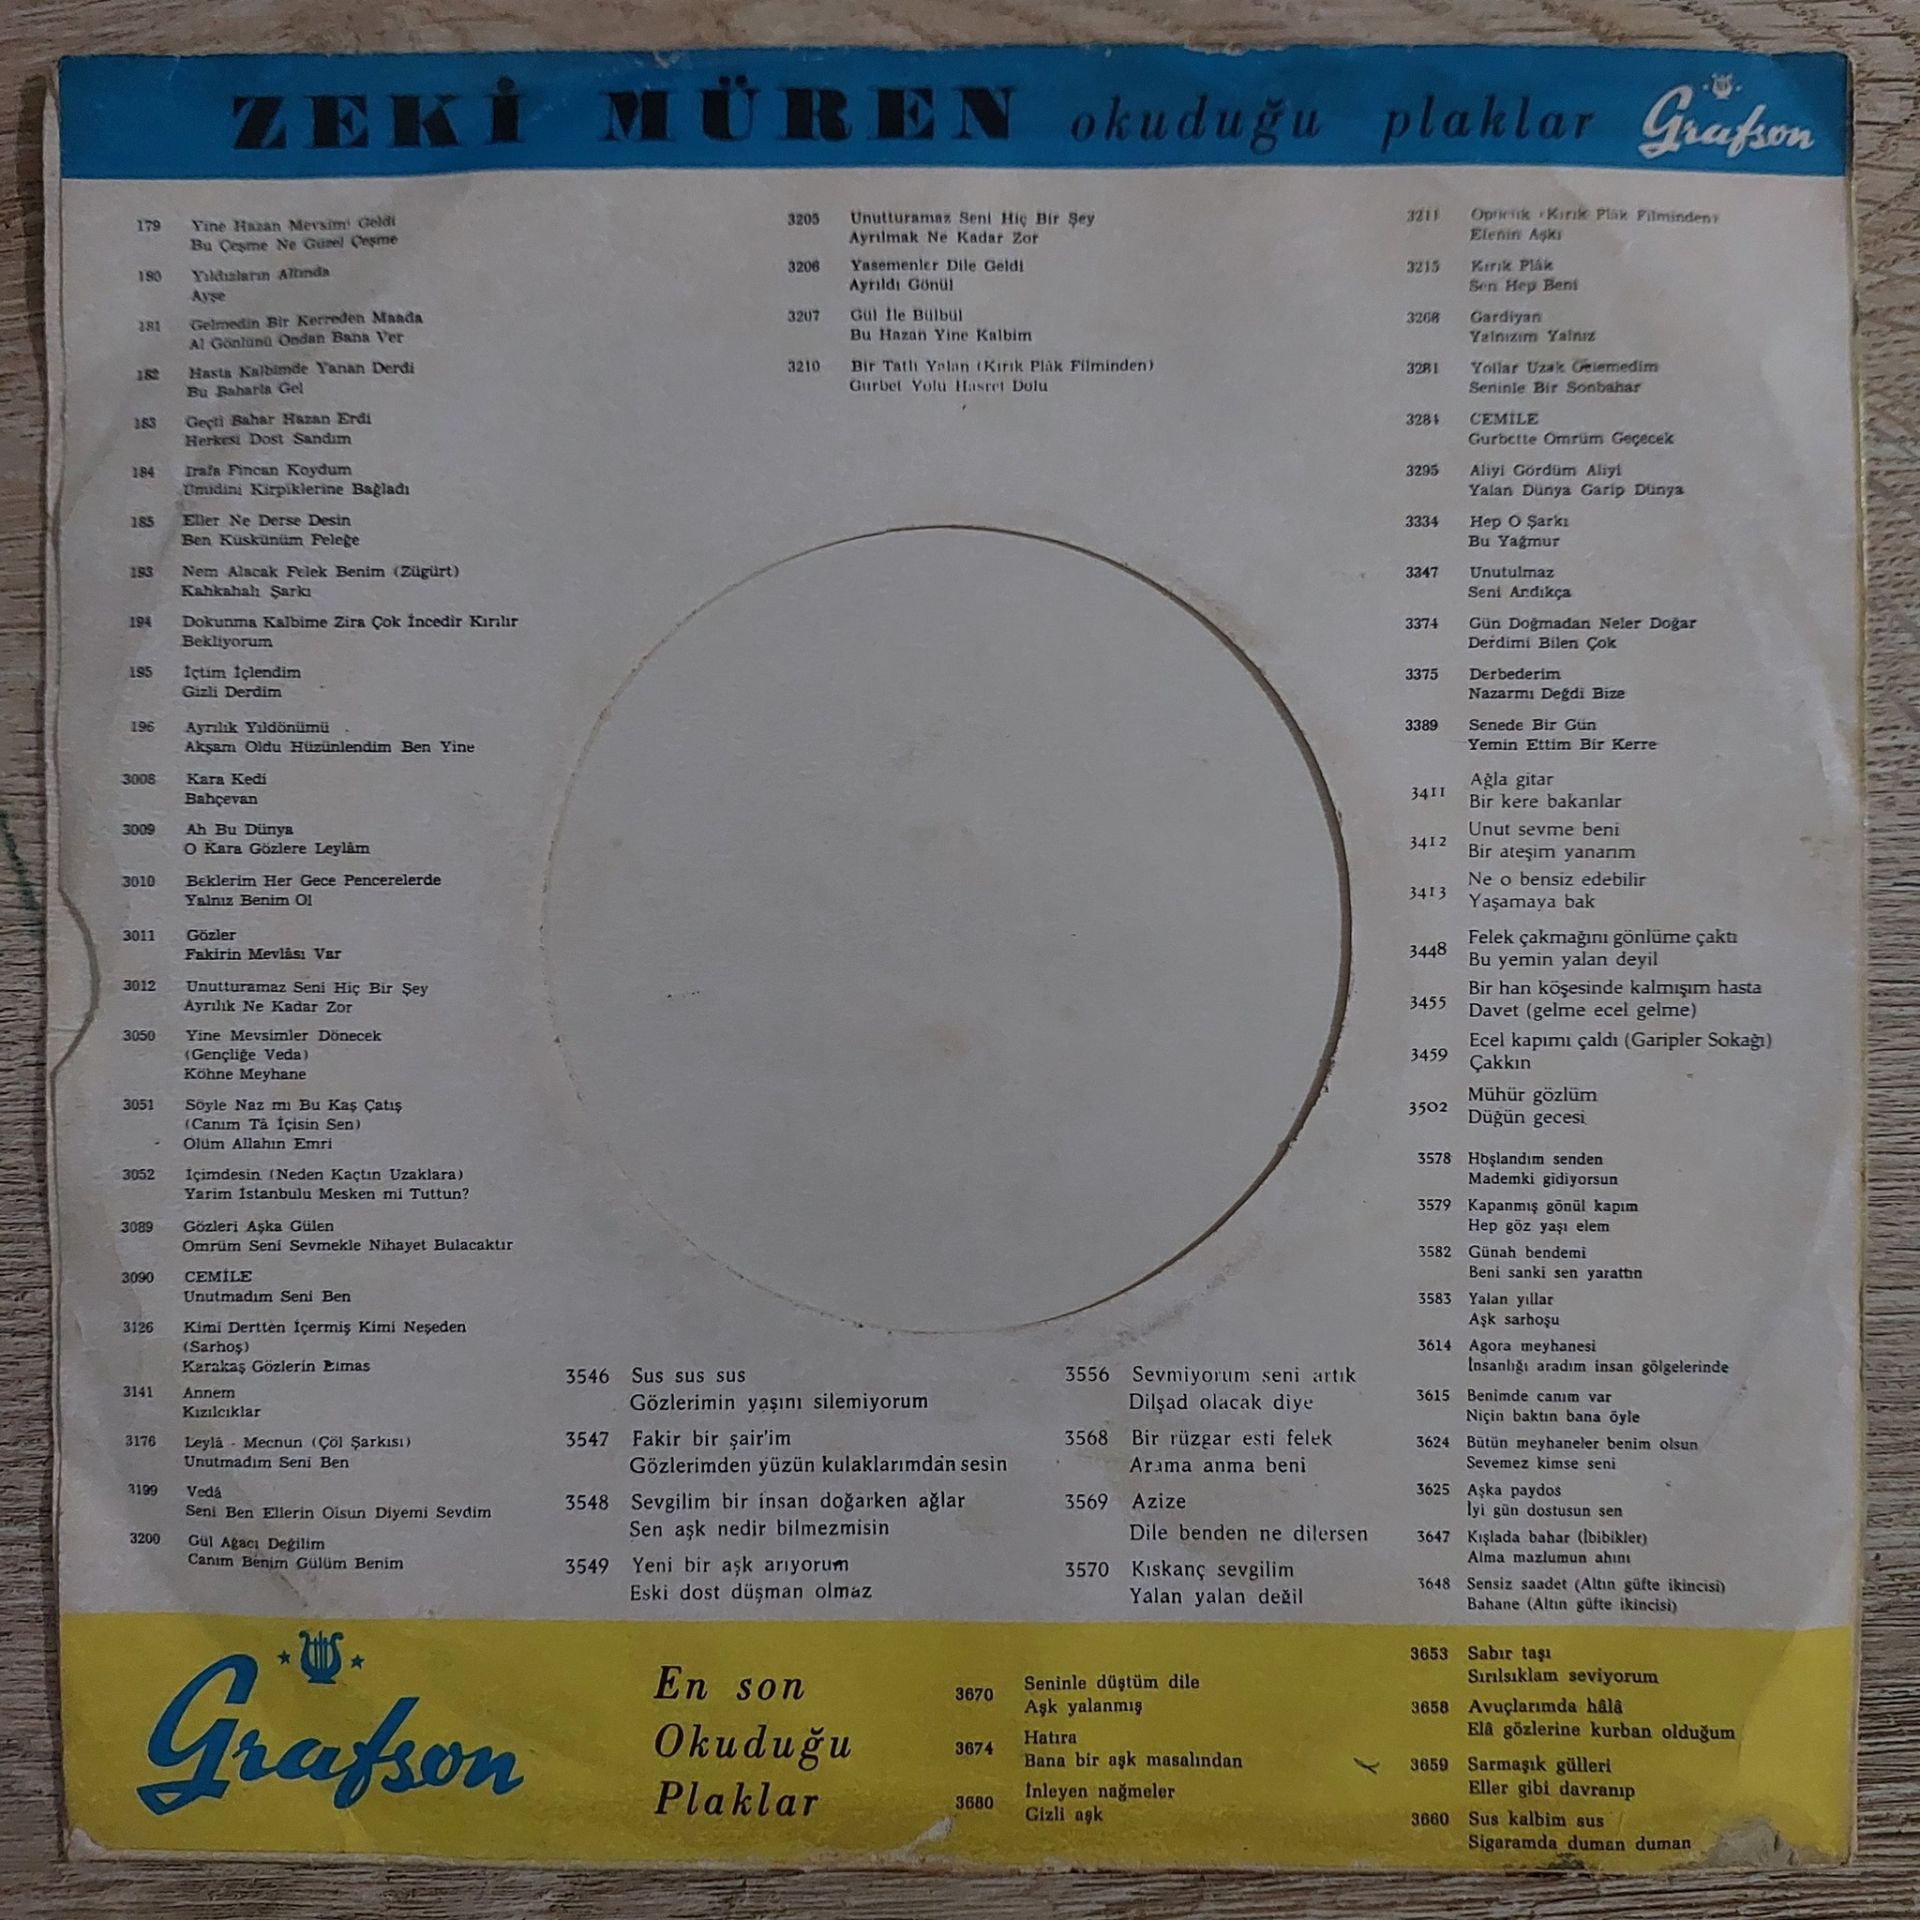 ZEKİ MÜREN okuduğu plaklar Grafson
179 Yine Hazan Mevsimi Geldi
Bu Çeşme Ne Güzel Çeşme
180 Yıldızların Altında
Ayşe
181 Gelmedin Bir Kerreden Maada
Al Gönlünü Ondan Bana Ver
182 Hasta Kalbimde Yanan Derdi
Bu Baharla Gel
183 Geçti Bahar Hazan Erdi
Herkesi Dost Sandım
184 Irafa Fincan Koydum
Ümidini Kirpiklerine Bağladı
185 Eller Ne Derse Desin
Ben Küskünüm Feleğe
193 Nem Alacak Felek Benim (Zügürt)
Kahkahalı Şarkı
194 Dokunma Kalbime Zira Çok İncedir Kırılır
Bekliyorum
195 İçtim İçlendim
Gizli Derdim
196 Ayrılık Yıldönümü
Akşam Oldu Hüzünlendim Ben Yine
3008 Kara Kedi
Bahçevan
3009 Ah Bu Dünya
O Kara Gözlere Leylâm
3010 Beklerim Her Gece Pencerelerde
Yalnız Benim Ol
3011 Gözler
Fakirin Mevlâsı Var
3012 Unutturamaz Seni Hiç Bir Şey
Ayrılık Ne Kadar Zor
3050 Yine Mevsimler Dönecek
(Gençliğe Veda)
Köhne Meyhane
3051 Söyle Naz mı Bu Kaş Çatış
(Canım Tâ İçisin Sen)
Ölüm Allahın Emri
3052 İçimdesin (Neden Kaçtın Uzaklara)
Yarim İstanbulu Mesken mi Tuttun?
3089 Gözleri Aşka Gülen
Omrüm Seni Sevmekle Nihayet Bulacaktır
3090 CEMİLE
Unutmadım Seni Ben
3126 Kimi Dertten İçermiş Kimi Neşeden
(Sarhoş)
Karakaş Gözlerin Elmas
3141 Annem
Kızılcıklar
3176 Leylâ - Mecnun (Çöl Şarkısı)
Unutmadım Seni Ben
3199 Vedâ
Seni Ben Ellerin Olsun Diyemi Sevdim
3200 Gül Ağacı Değilim
Canım Benim Gülüm Benim
3205 Unutturamaz Seni Hiç Bir Şey
Ayrılmak Ne Kadar Zor
3206 Yasemenler Dile Geldi
Ayrıldı Gönül
3207 Gül İle Bülbül
Bu Hazan Yine Kalbim
3210 Bir Tatlı Yalan (Kırık Plâk Filminden)
Gurbet Yolu Hasret Dolu
3546 Sus sus sus
Gözlerimin yaşını silemiyorum
3547 Fakir bir şair'im
Gözlerimden yüzün kulaklarımdan sesin
3548 Sevgilim bir insan doğarken ağlar
Sen aşk nedir bilmezmisin
3549 Yeni bir aşk arıyorum
Eski dost düşman olmaz
3556 Sevmiyorum seni artık
Dilşad olacak diye
3568 Bir rüzgar esti felek
Arama anma beni
3569 Azize
Dile benden ne dilersen
3570 Kıskanç sevgilim
Yalan yalan değil
3211 Öpücük (Kırık Plâk Filminden)
Efenin Aşkı
3215 Kırık Plâk
Sen Hep Beni
3268 Gardiyan
Yalnızım Yalnız
3281 Yollar Uzak Gelemedim
Seninle Bir Sonbahar
3284 CEMİLE
Gurbette Ömrüm Geçecek
3295 Aliyi Gördüm Aliyi
Yalan Dünya Garip Dünya
3334 Hep O Şarkı
Bu Yağmur
3347 Unutulmaz
Seni Andıkça
3374 Gün Doğmadan Neler Doğar
Derdimi Bilen Çok
3375 Derbederim
Nazarmı Değdi Bize
3389 Senede Bir Gün
Yemin Ettim Bir Kerre
3411 Ağla gitar
Bir kere bakanlar
3412 Unut sevme beni
Bir ateşim yanarım
3413 Ne o bensiz edebilir
Yaşamaya bak
3448 Felek çakmağını gönlüme çaktı
Bu yemin yalan deyil
3455 Bir han köşesinde kalmışım hasta
Davet (gelme ecel gelme)
3459 Ecel kapımı çaldı (Garipler Sokağı)
Çakkın
3502 Mühür gözlüm
Düğün gecesi
3578 Hoşlandım senden
Mademki gidiyorsun
3579 Kapanmış gönül kapım
Hep göz yaşı elem
3582 Günah bendemi
Beni sanki sen yarattın
3583 Yalan yıllar
Aşk sarhoşu
3614 Agora meyhanesi
İnsanlığı aradım insan gölgelerinde
3615 Benimde canım var
Niçin baktın bana öyle
3624 Bütün meyhaneler benim olsun
Sevemez kimse seni
3625 Aşka paydos
İyi gün dostusun sen
3647 Kışlada bahar (İbibikler)
Alma mazlumun ahını
3648 Sensiz saadet (Altın güfte ikincisi)
Bahane (Altın güfte ikincisi)
Grafson
En son
Okuduğu
Plaklar
3670 Seninle düştüm dile
Aşk yalanmış
3674 Hatıra
Bana bir aşk masalından
3680 İnleyen nağmeler
Gizli aşk
3653 Sabır taşı
Sırılsıklam seviyorum
3658 Avuçlarımda hâlâ
Elâ gözlerine kurban olduğum
3659 Sarmaşık gülleri
Eller gibi davranıp
3660 Sus kalbim sus
Sigaramda duman duman